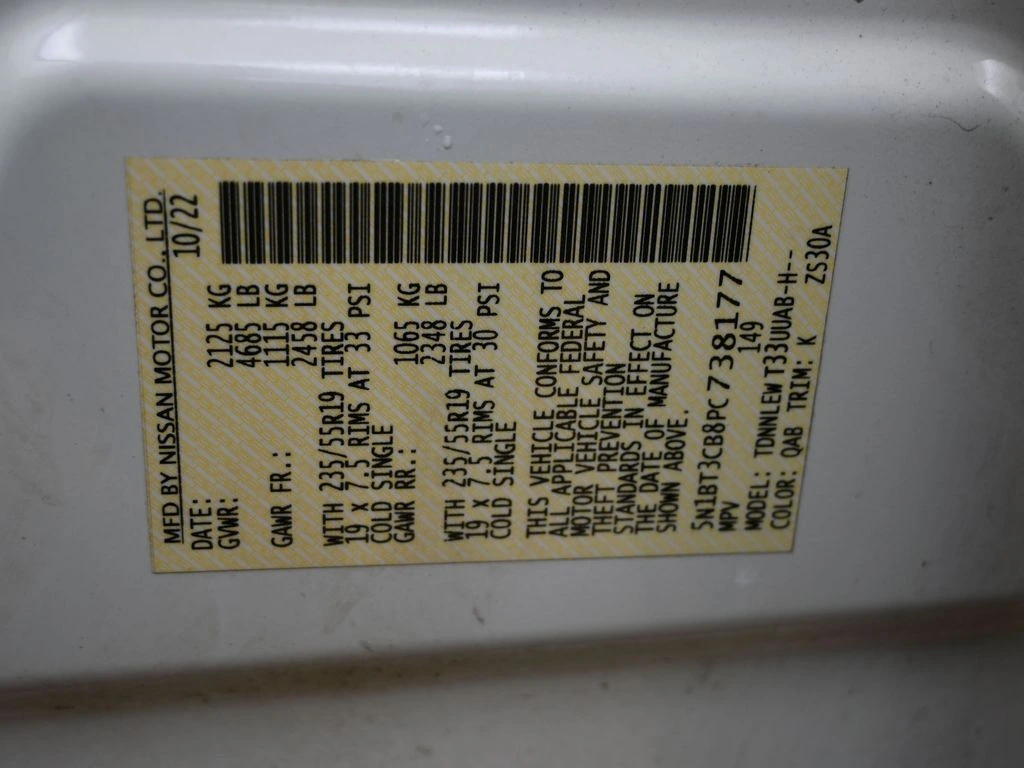 MFD BY NISSAN MOTOR CO., LTD.
DATE: 10/22
GVWR: 2125 KG
4685 LB
GAWR FR.: 1115 KG
2458 LB
WITH 235/55R19 TIRES
19 X 7.5 RIMS AT 33 PSI
COLD SINGLE
GAWR RR.: 1065 KG
2348 LB
WITH 235/55R19 TIRES
19 X 7.5 RIMS AT 30 PSI
COLD SINGLE
THIS VEHICLE CONFORMS TO
ALL APPLICABLE FEDERAL
MOTOR VEHICLE SAFETY AND
THEFT PREVENTION
STANDARDS IN EFFECT ON
THE DATE OF MANUFACTURE
SHOWN ABOVE.
5N1BT3CB8PC738177
MPV 149
MODEL: TDNNLEW T33UUAB-H--
COLOR: QAB TRIM: K ZS30A